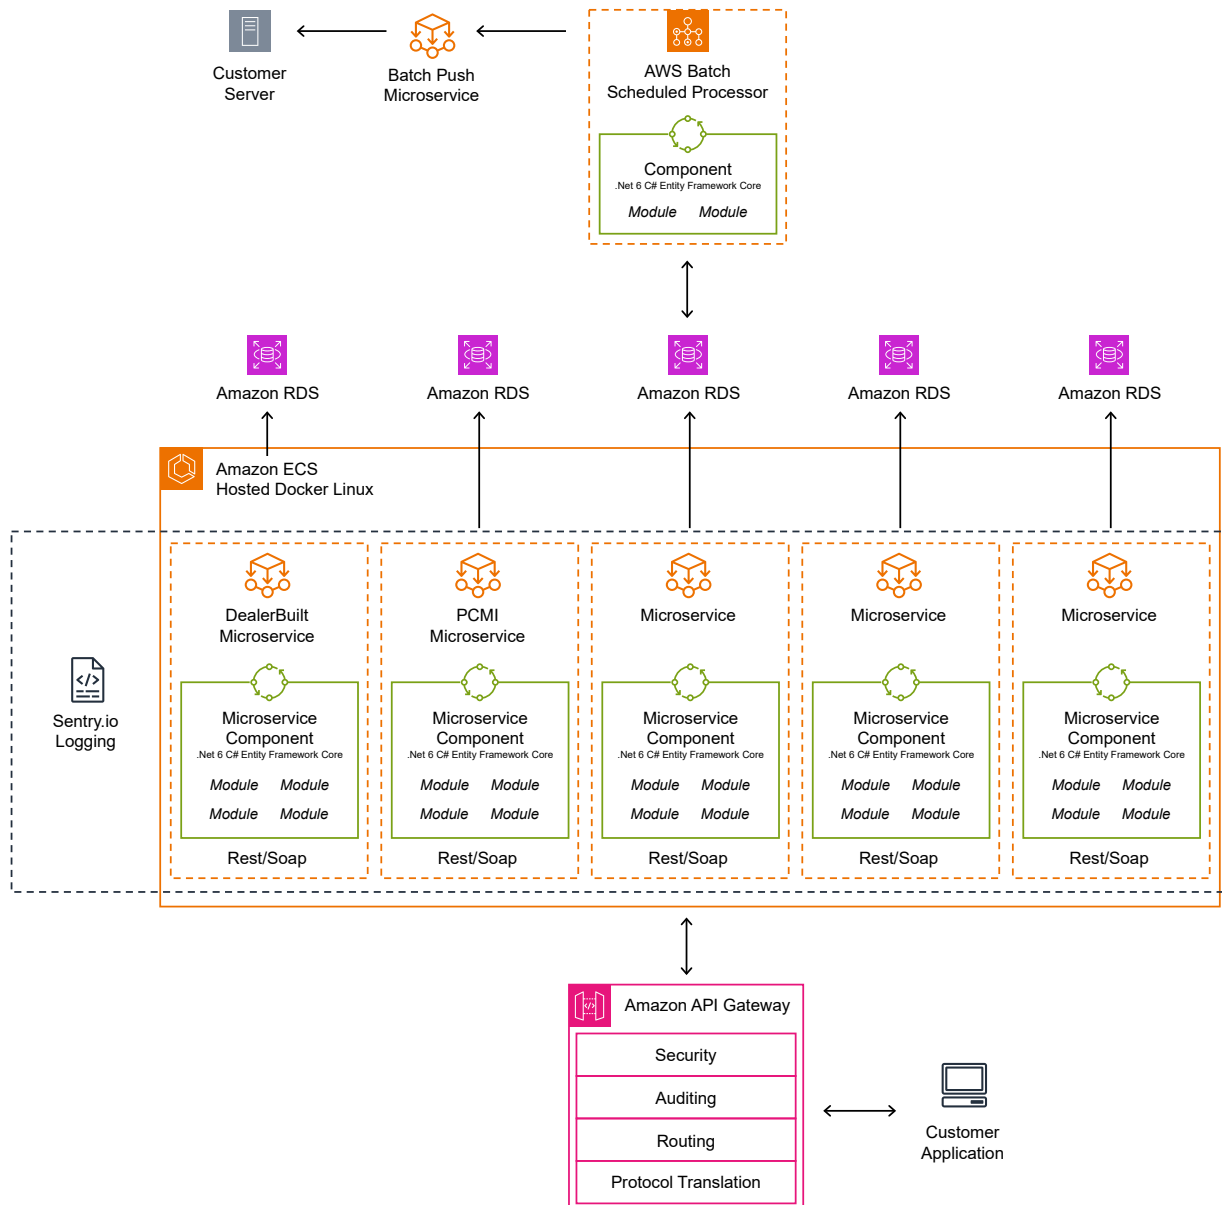 Customer
Server
Batch Push
Microservice
AWS Batch
Scheduled Processor
Component
.Net 6 C# Entity Framework Core
Module Module
Amazon RDS
Amazon RDS
Amazon RDS
Amazon RDS
Amazon RDS
Amazon ECS
Hosted Docker Linux
Sentry.io
Logging
DealerBuilt
Microservice
Microservice
Component
.Net 6 C# Entity Framework Core
Module Module
Module Module
Rest/Soap
PCMI
Microservice
Microservice
Component
.Net 6 C# Entity Framework Core
Module Module
Module Module
Rest/Soap
Microservice
Microservice
Component
.Net 6 C# Entity Framework Core
Module Module
Module Module
Rest/Soap
Microservice
Microservice
Component
.Net 6 C# Entity Framework Core
Module Module
Module Module
Rest/Soap
Microservice
Microservice
Component
.Net 6 C# Entity Framework Core
Module Module
Module Module
Rest/Soap
Amazon API Gateway
Security
Auditing
Routing
Protocol Translation
Customer
Application